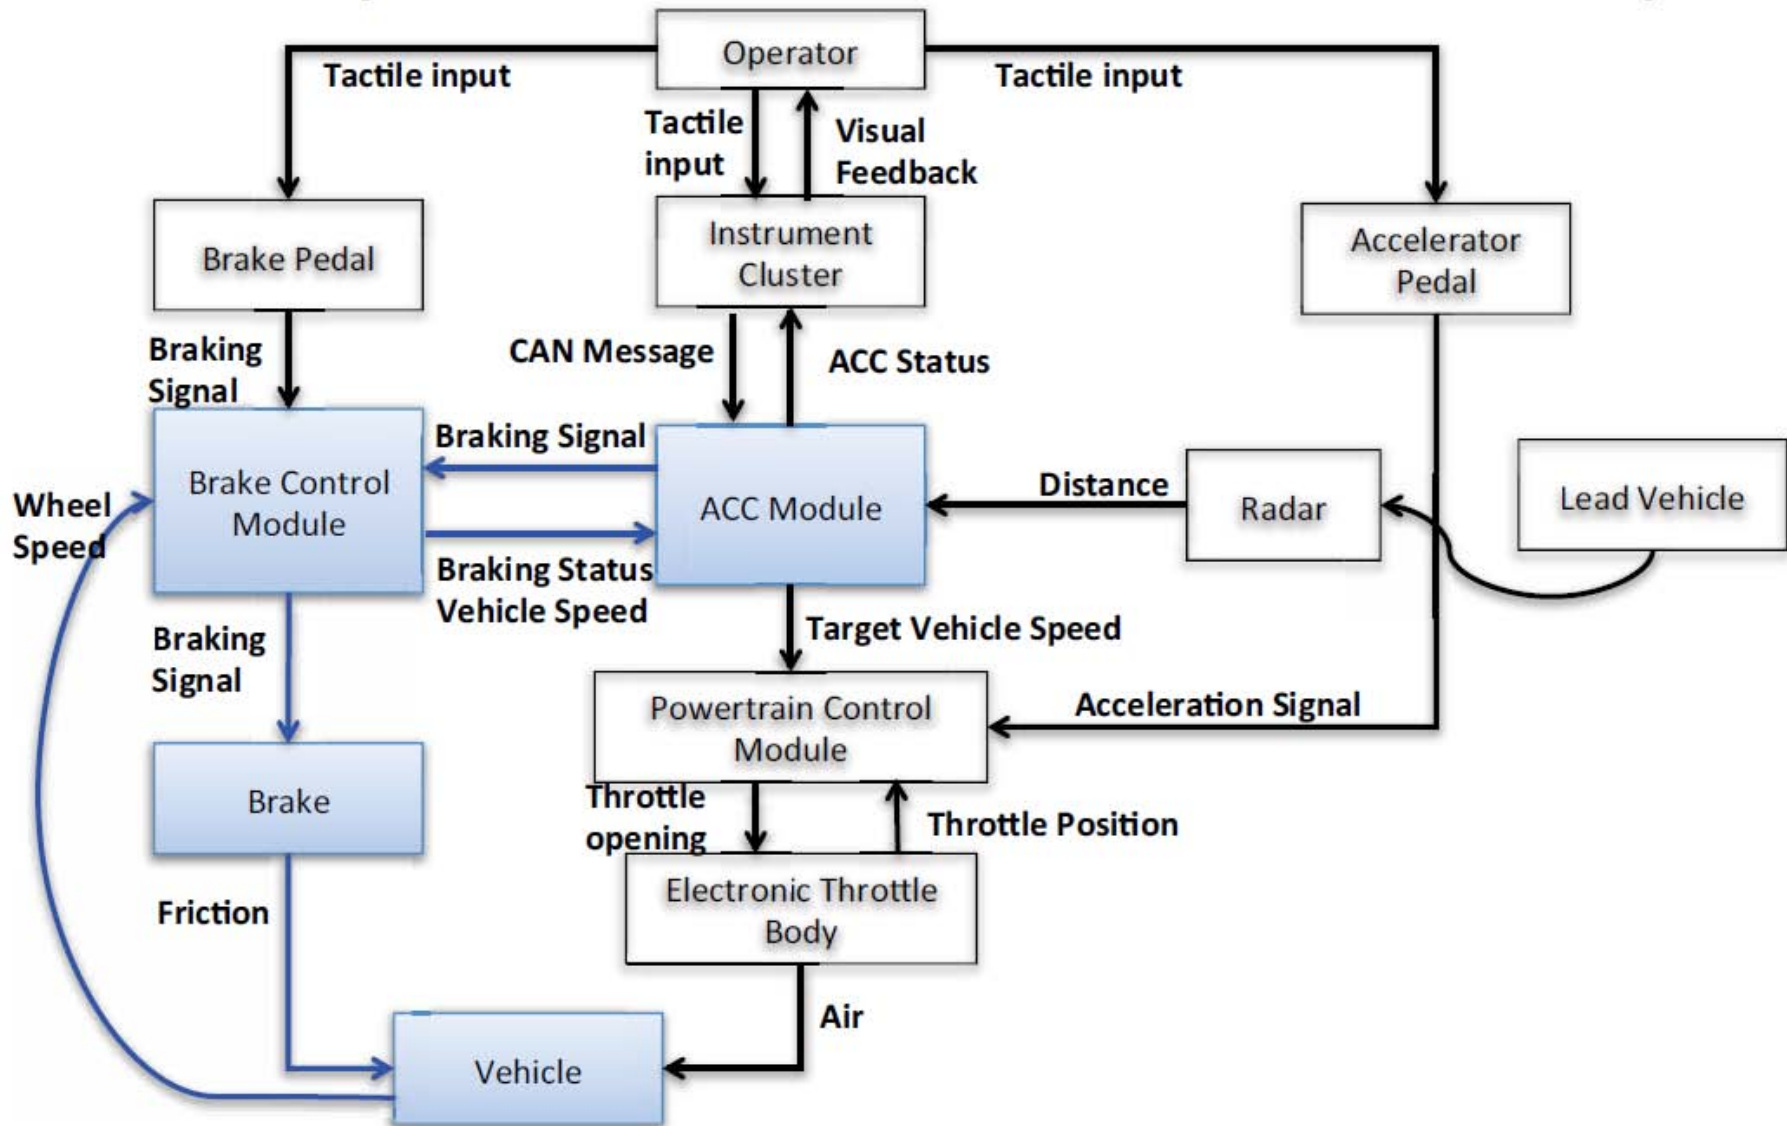 Operator
Tactile input
Tactile input
Tactile
input
Visual
Feedback
Brake Pedal
Instrument
Cluster
Accelerator
Pedal
Braking
Signal
CAN Message
ACC Status
Braking Signal
Wheel
Speed
Brake Control
Module
ACC Module
Distance
Radar
Lead Vehicle
Braking Status
Vehicle Speed
Braking
Signal
Target Vehicle Speed
Powertrain Control
Module
Acceleration Signal
Brake
Throttle
opening
Throttle Position
Electronic Throttle
Body
Friction
Air
Vehicle